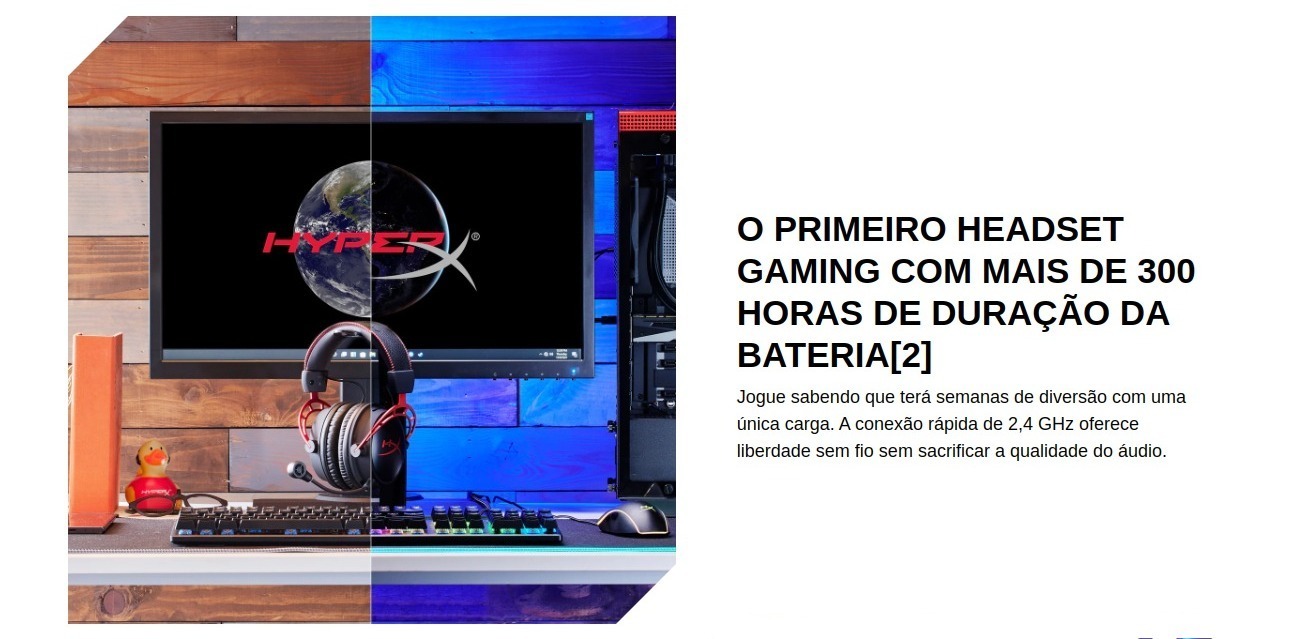 HYPERX®
HYPERX
HX
O PRIMEIRO HEADSET
GAMING COM MAIS DE 300
HORAS DE DURAÇÃO DA
BATERIA[2]
Jogue sabendo que terá semanas de diversão com uma
única carga. A conexão rápida de 2,4 GHz oferece
liberdade sem fio sem sacrificar a qualidade do áudio.